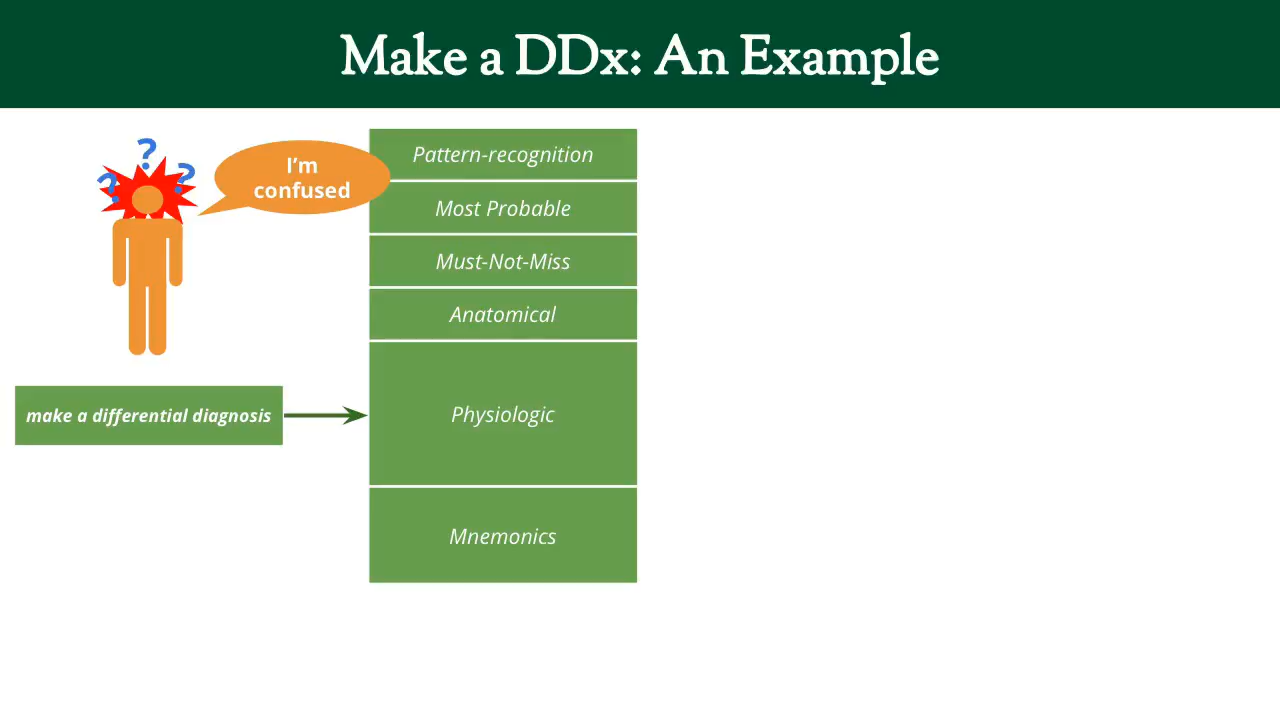 Make a DDx: An Example
?
?
?
I’m
confused
Pattern-recognition
Most Probable
Must-Not-Miss
Anatomical
make a differential diagnosis
Physiologic
Mnemonics